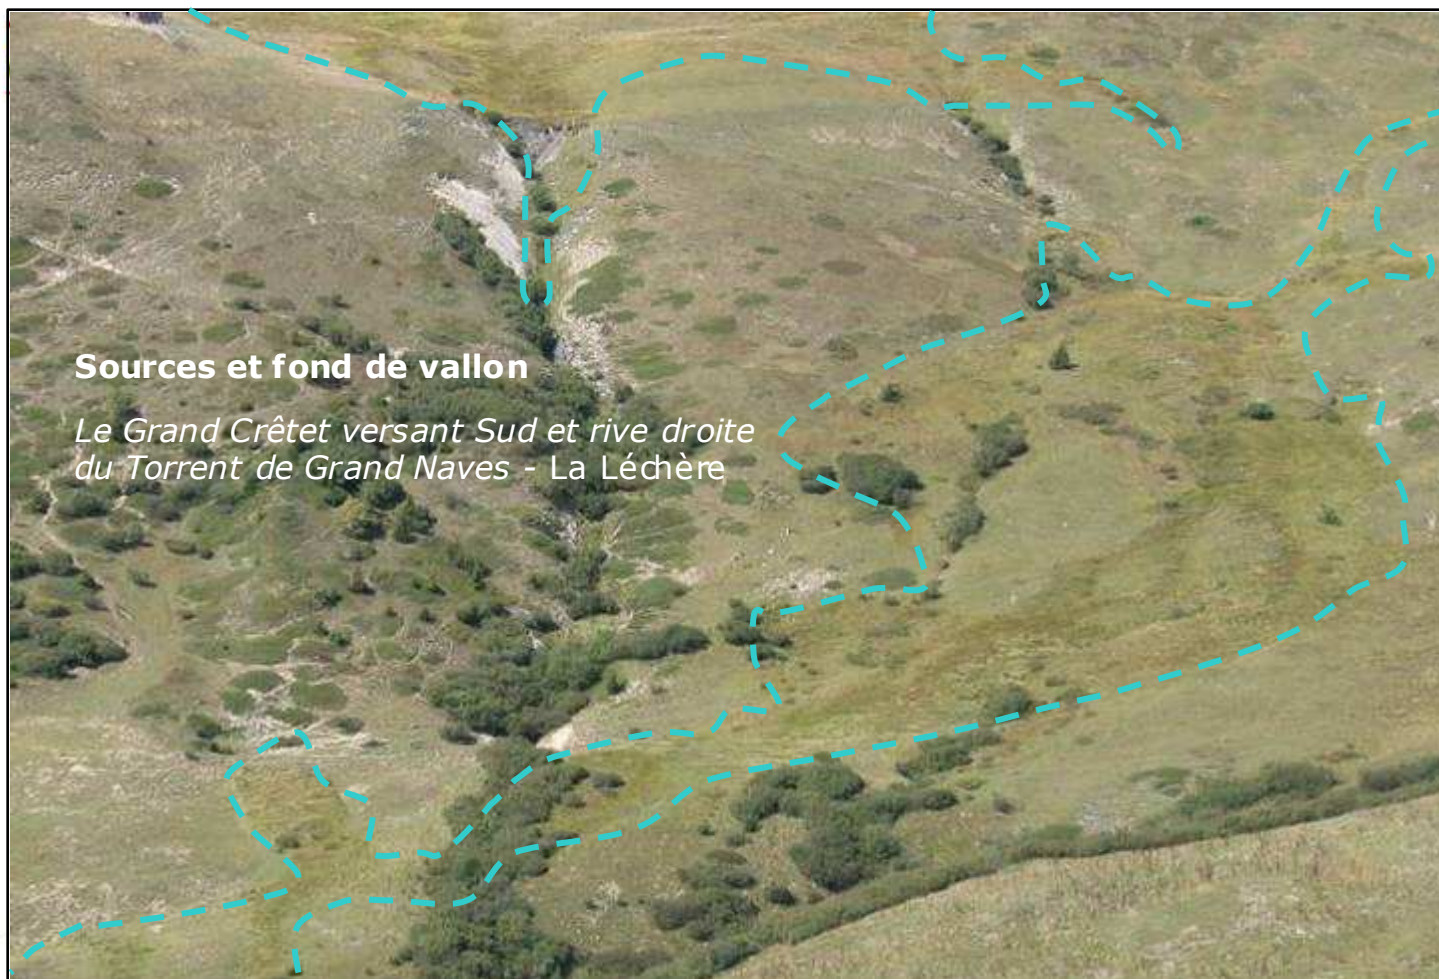 Sources et fond de vallon
Le Grand Crêtet versant Sud et rive droite
du Torrent de Grand Naves - La Léchère